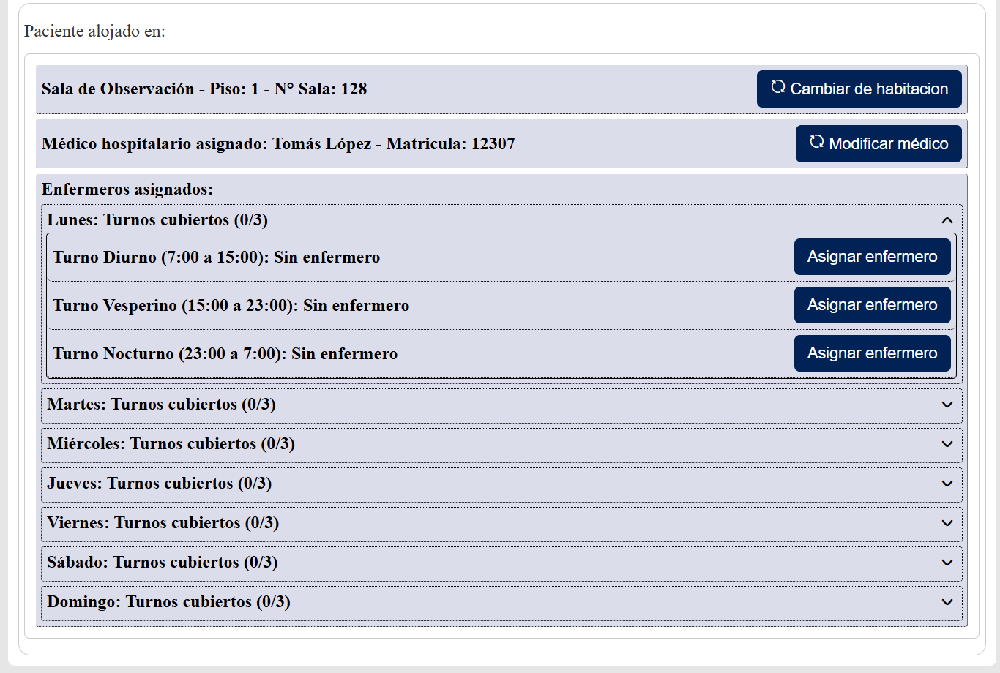 Paciente alojado en:
Sala de Observación - Piso: 1 - N° Sala: 128
Cambiar de habitacion
Médico hospitalario asignado: Tomás López - Matricula: 12307
Modificar médico
Enfermeros asignados:
Lunes: Turnos cubiertos (0/3)
Turno Diurno (7:00 a 15:00): Sin enfermero
Asignar enfermero
Turno Vesperino (15:00 a 23:00): Sin enfermero
Asignar enfermero
Turno Nocturno (23:00 a 7:00): Sin enfermero
Asignar enfermero
Martes: Turnos cubiertos (0/3)
Miércoles: Turnos cubiertos (0/3)
Jueves: Turnos cubiertos (0/3)
Viernes: Turnos cubiertos (0/3)
Sábado: Turnos cubiertos (0/3)
Domingo: Turnos cubiertos (0/3)